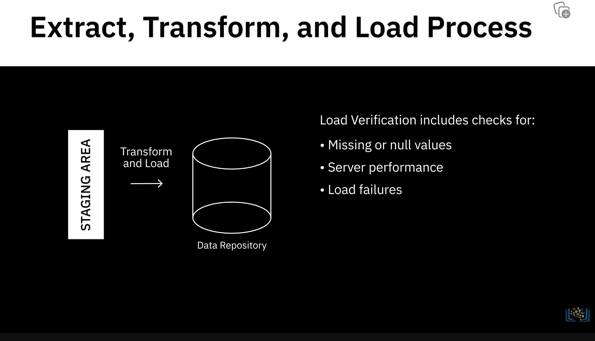 Extract, Transform, and Load Process
STAGING AREA
Transform
and Load
Data Repository
Load Verification includes checks for:
• Missing or null values
• Server performance
• Load failures